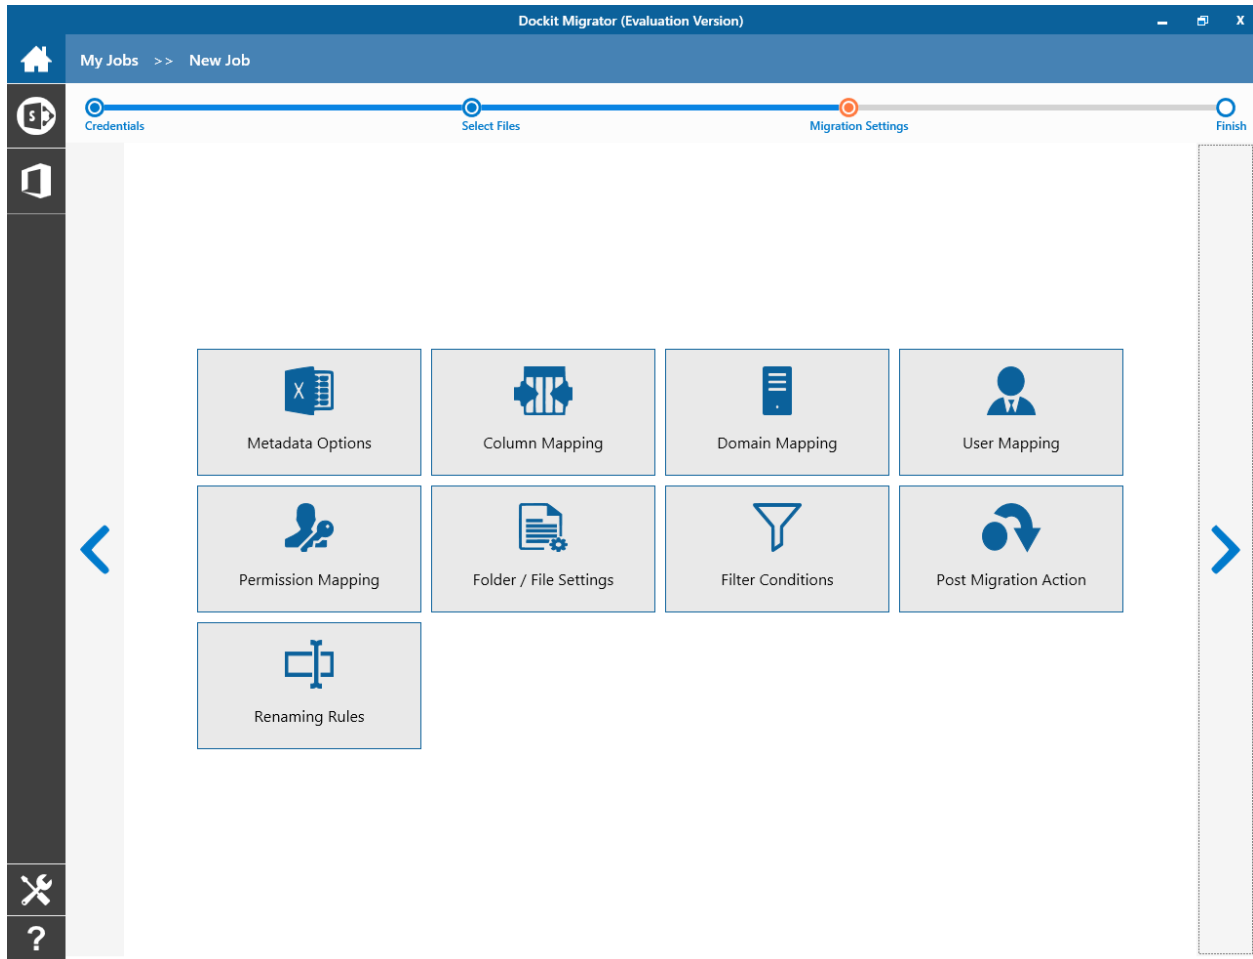 Dockit Migrator (Evaluation Version)
My Jobs >> New Job
Credentials
Select Files
Migration Settings
Finish
Metadata Options
Column Mapping
Domain Mapping
User Mapping
Permission Mapping
Folder / File Settings
Filter Conditions
Post Migration Action
Renaming Rules